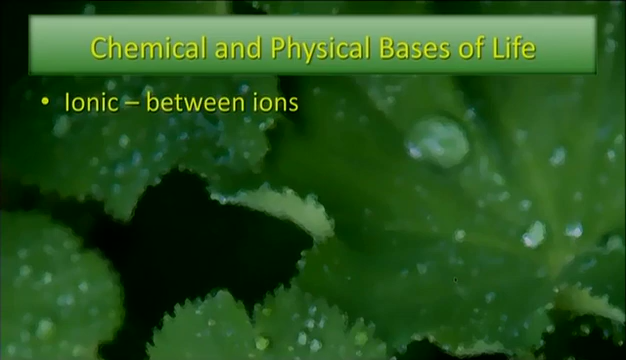 Chemical and Physical Bases of Life
• Ionic – between ions